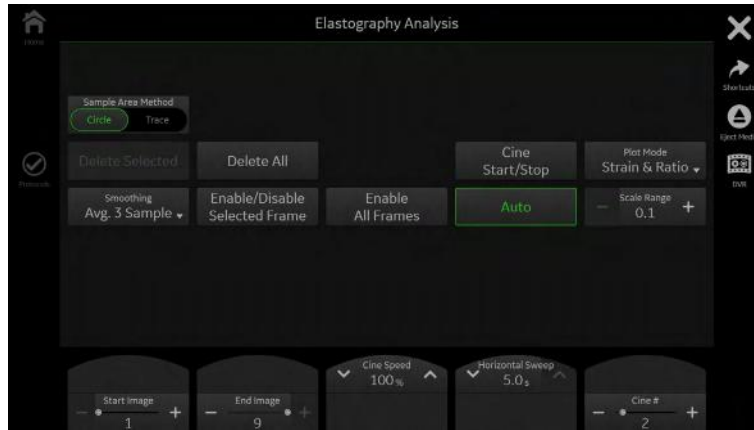 Elastography Analysis
Home
Shortcuts
Sample Area Method
Circle
Trace
Eject Media
Delete Selected
Delete All
Cine
Start/Stop
Plot Mode
Strain & Ratio
Protocols
DVR
Smoothing
Avg. 3 Sample
Enable/Disable
Selected Frame
Enable
All Frames
Auto
Scale Range
0.1
Cine Speed
100 %
Horizontal Sweep
5.0 s
Start Image
1
End Image
9
Cine #
2